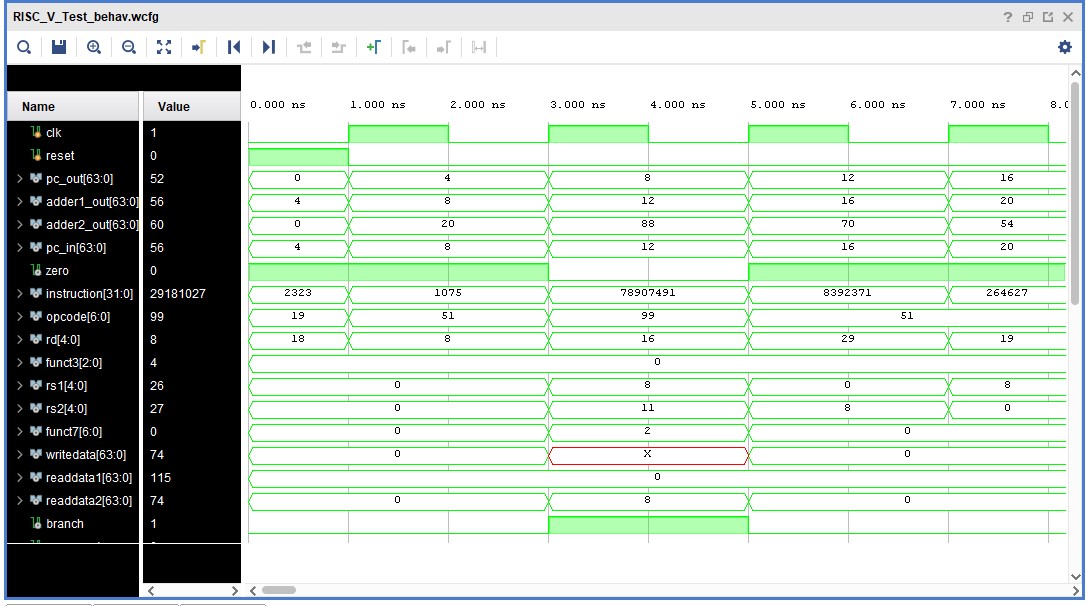 RISC_V_Test_behav.wcfg
?
0.000 ns 1.000 ns 2.000 ns 3.000 ns 4.000 ns 5.000 ns 6.000 ns 7.000 ns 8.0
Name Value
clk 1
reset 0
pc_out[63:0] 52 0 4 8 12 16
adder1_out[63:0] 56 4 8 12 16 20
adder2_out[63:0] 60 0 20 88 70 54
pc_in[63:0] 56 4 8 12 16 20
zero 0
instruction[31:0] 29181027 2323 1075 78907491 8392371 264627
opcode[6:0] 99 19 51 99 51
rd[4:0] 8 18 8 16 29 19
funct3[2:0] 4 0
rs1[4:0] 26 0 8 0 8
rs2[4:0] 27 0 11 8 0
funct7[6:0] 0 0 2 0
writedata[63:0] 74 0 X 0
readdata1[63:0] 115 0
readdata2[63:0] 74 0 8 0
branch 1